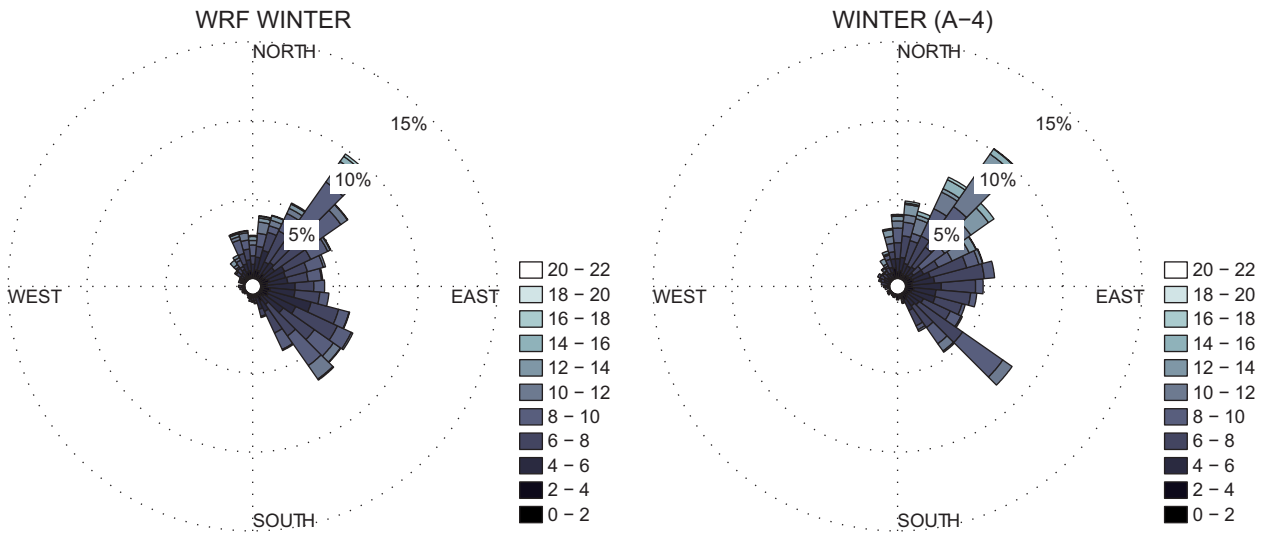 WRF WINTER
NORTH
15%
10%
5%
WEST
EAST
SOUTH
20 − 22
18 − 20
16 − 18
14 − 16
12 − 14
10 − 12
8 − 10
6 − 8
4 − 6
2 − 4
0 − 2
WINTER (A−4)
NORTH
15%
10%
5%
WEST
EAST
SOUTH
20 − 22
18 − 20
16 − 18
14 − 16
12 − 14
10 − 12
8 − 10
6 − 8
4 − 6
2 − 4
0 − 2